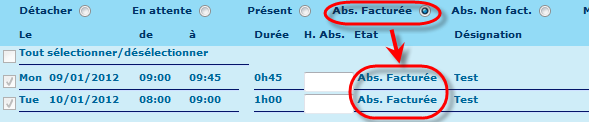 Détacher En attente Présent Abs. Facturée Abs. Non fact.
Le de à Durée H. Abs. Etat Désignation
Tout sélectionner/désélectionner
Mon 09/01/2012 09:00 09:45 0h45 Abs. Facturée Test
Tue 10/01/2012 08:00 09:00 1h00 Abs. Facturée Test